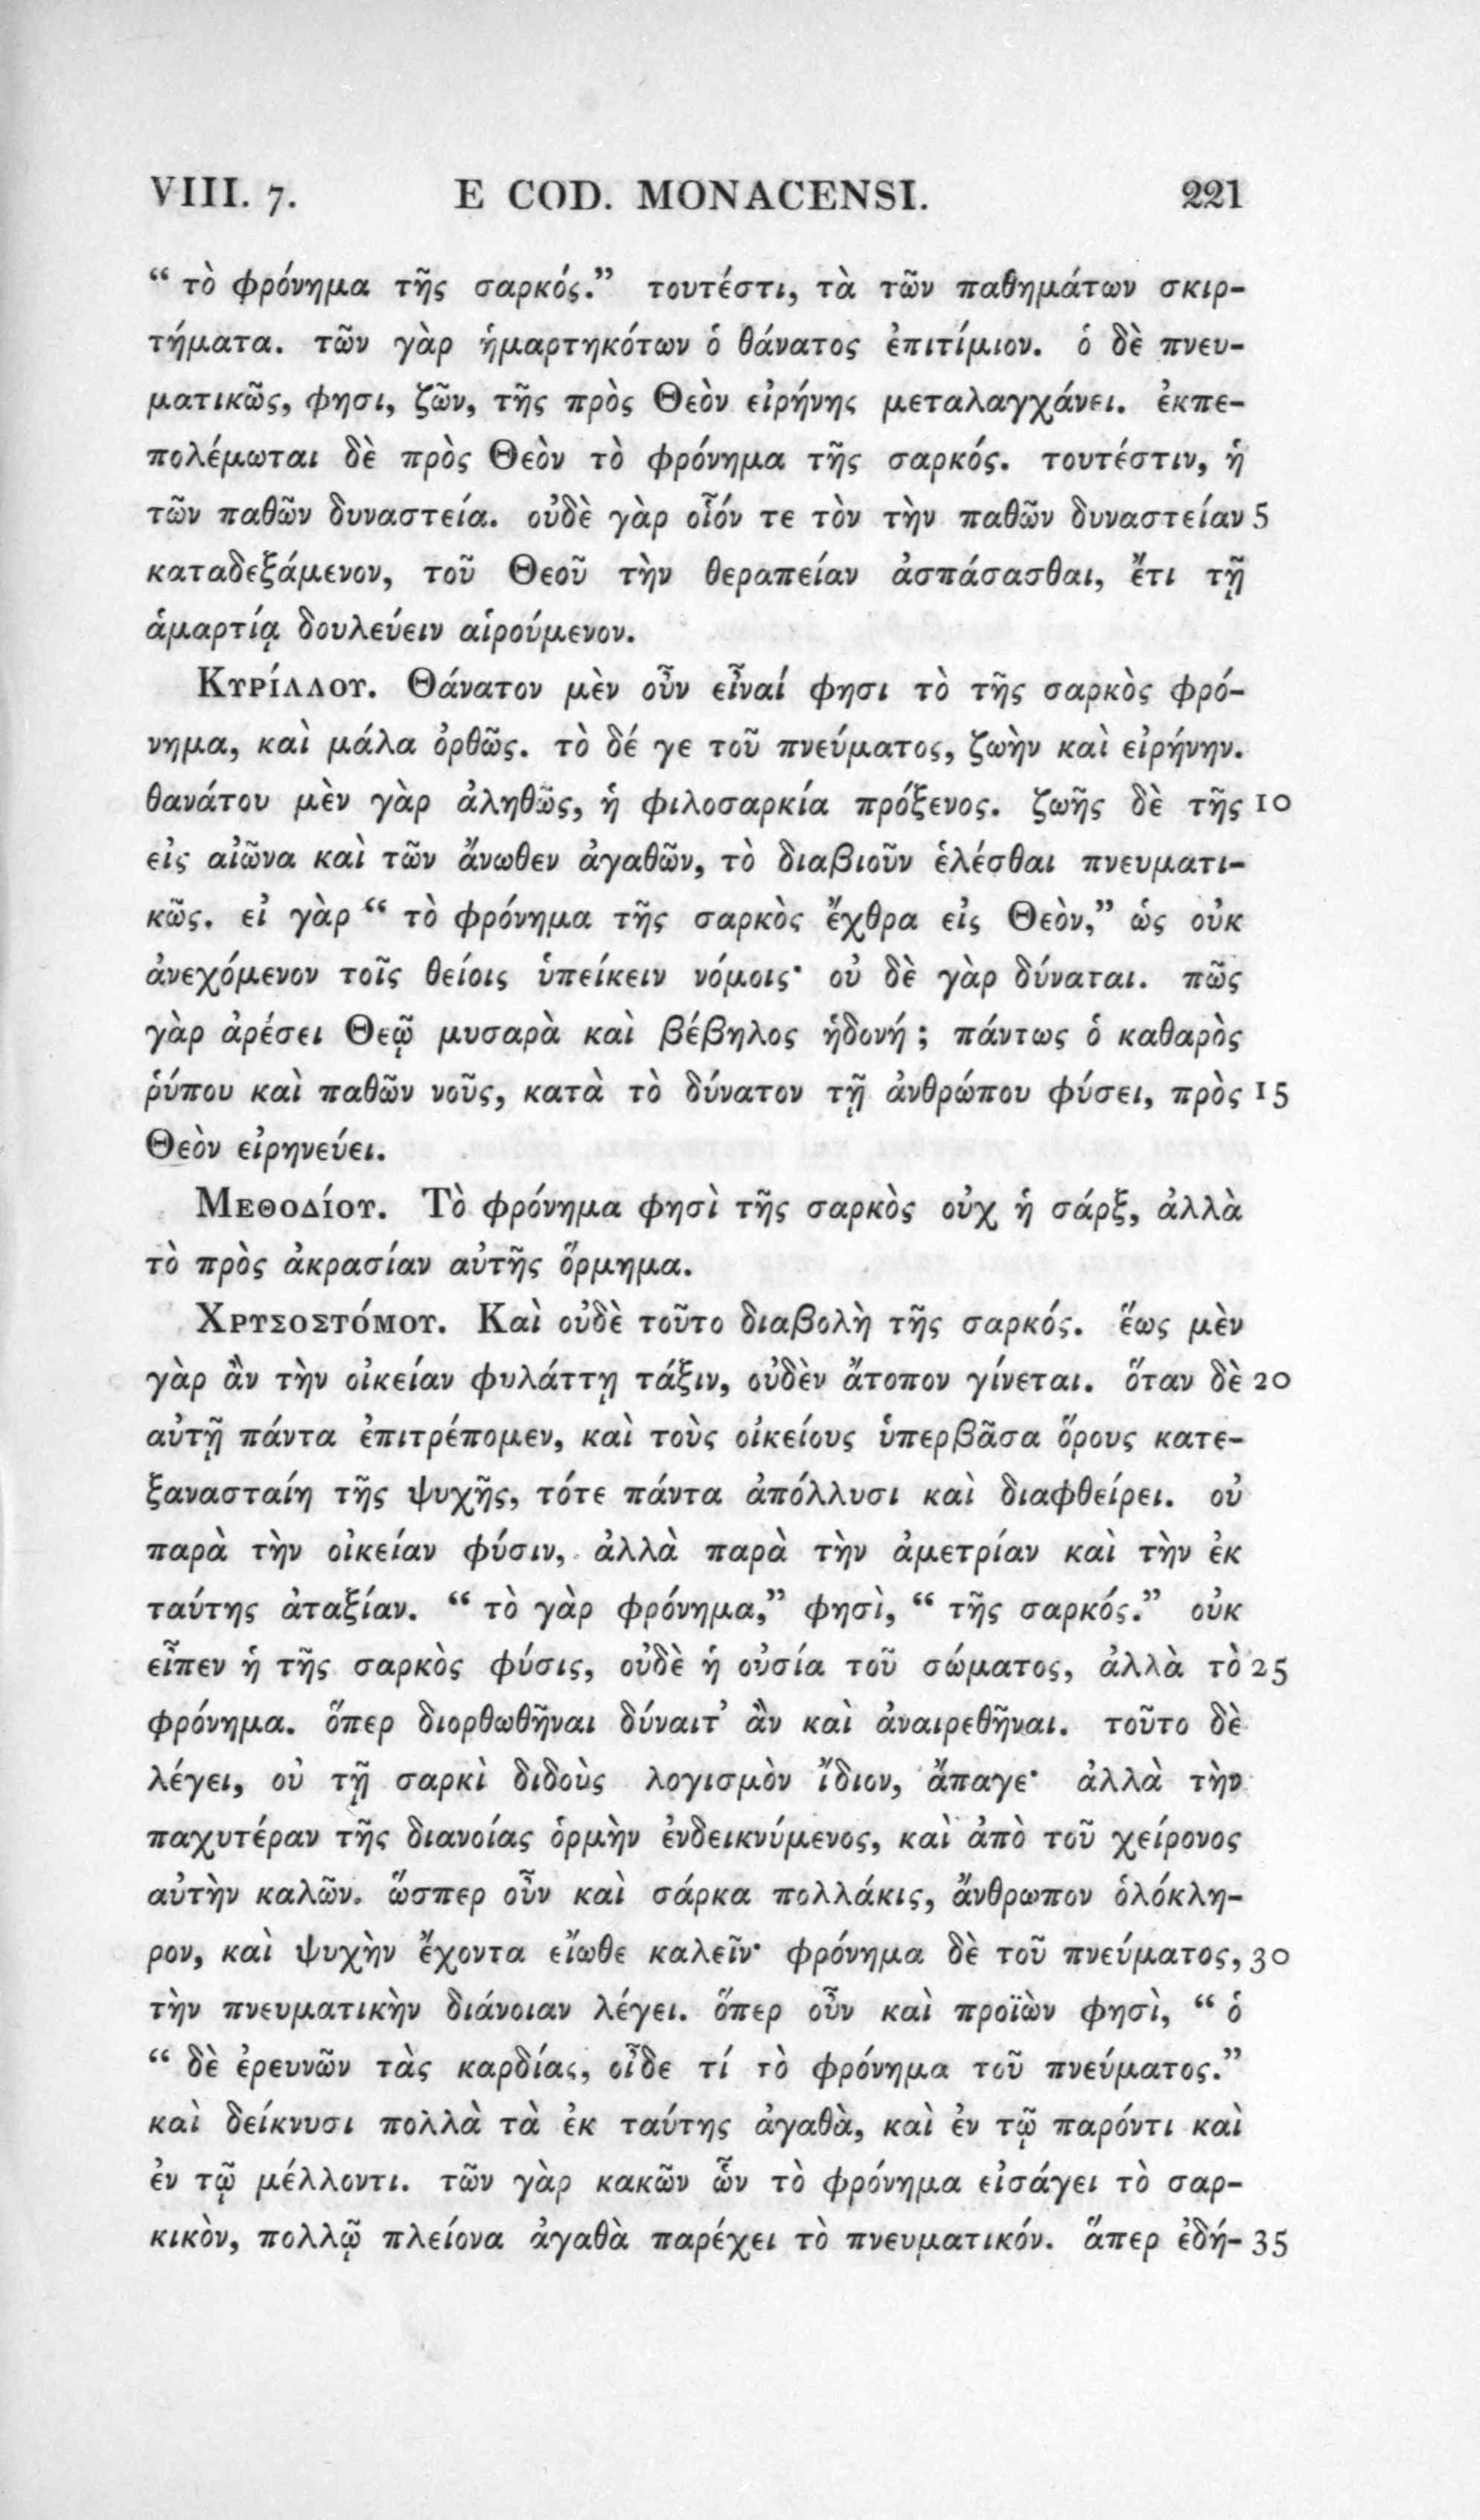 VIII. 7. E COD. MONACENSI. 221
“ τὸ φρόνημα τῆς σαρκός.” τουτέστι, τὰ τῶν παθημάτων σκιρ-
τήματα. τῶν γὰρ ἡμαρτηκότων ὁ θάνατος ἐπιτίμιον. ὁ δὲ πνευ-
ματικῶς, φησι, ζῶν, τῆς πρὸς Θεὸν εἰρήνης μεταλαγχάνει. ἐκπε-
πολέμωται δὲ πρὸς Θεὸν τὸ φρόνημα τῆς σαρκός. τουτέστιν, ἡ
τῶν παθῶν δυναστεία. οὐδὲ γὰρ οἷόν τε τὸν τὴν παθῶν δυναστείαν 5
καταδεξάμενον, τοῦ Θεοῦ τὴν θεραπείαν ἀσπάσασθαι, ἔτι τῇ
ἁμαρτίᾳ δουλεύειν αἱρούμενον.
Κυρίλλου. Θάνατον μὲν οὖν εἶναί φησι τὸ τῆς σαρκὸς φρό-
νημα, καὶ μάλα ὀρθῶς. τὸ δέ γε τοῦ πνεύματος, ζωὴν καὶ εἰρήνην.
θανάτου μὲν γὰρ ἀληθῶς, ἡ φιλοσαρκία πρόξενος. ζωῆς δὲ τῆς 10
εἰς αἰῶνα καὶ τῶν ἄνωθεν ἀγαθῶν, τὸ διαβιοῦν ἑλέσθαι πνευματι-
κῶς. εἰ γὰρ “ τὸ φρόνημα τῆς σαρκὸς ἔχθρα εἰς Θεὸν,” ὡς οὐκ
ἀνεχόμενον τοῖς θείοις ὑπείκειν νόμοις· οὐ δὲ γὰρ δύναται. πῶς
γὰρ ἀρέσει Θεῷ μυσαρὰ καὶ βέβηλος ἡδονή ; πάντως ὁ καθαρὸς
ῥύπου καὶ παθῶν νοῦς, κατὰ τὸ δύνατον τῇ ἀνθρώπου φύσει, πρὸς 15
Θεὸν εἰρηνεύει.
Μεθοδίου. Τὸ φρόνημα φησὶ τῆς σαρκὸς οὐχ ἡ σάρξ, ἀλλὰ
τὸ πρὸς ἀκρασίαν αὐτῆς ὅρμημα.
Χρυσοστόμου. Καὶ οὐδὲ τοῦτο διαβολὴ τῆς σαρκός. ἕως μὲν
γὰρ ἂν τὴν οἰκείαν φυλάττῃ τάξιν, οὐδὲν ἄτοπον γίνεται. ὅταν δὲ 20
αὐτῇ πάντα ἐπιτρέπομεν, καὶ τοὺς οἰκείους ὑπερβᾶσα ὅρους κατε-
ξανασταίη τῆς ψυχῆς, τότε πάντα ἀπόλλυσι καὶ διαφθείρει. οὐ
παρὰ τὴν οἰκείαν φύσιν, ἀλλὰ παρὰ τὴν ἀμετρίαν καὶ τὴν ἐκ
ταύτης ἀταξίαν. “ τὸ γὰρ φρόνημα,” φησὶ, “ τῆς σαρκός.” οὐκ
εἶπεν ἡ τῆς σαρκὸς φύσις, οὐδὲ ἡ οὐσία τοῦ σώματος, ἀλλὰ τὸ 25
φρόνημα. ὅπερ διορθωθῆναι δύναιτ’ ἂν καὶ ἀναιρεθῆναι. τοῦτο δὲ
λέγει, οὐ τῇ σαρκὶ διδοὺς λογισμὸν ἴδιον, ἄπαγε· ἀλλὰ τὴν
παχυτέραν τῆς διανοίας ὁρμὴν ἐνδεικνύμενος, καὶ ἀπὸ τοῦ χείρονος
αὐτὴν καλῶν. ὥσπερ οὖν καὶ σάρκα πολλάκις, ἄνθρωπον ὁλόκλη-
ρον, καὶ ψυχὴν ἔχοντα εἴωθε καλεῖν· φρόνημα δὲ τοῦ πνεύματος, 30
τὴν πνευματικὴν διάνοιαν λέγει. ὅπερ οὖν καὶ προϊὼν φησὶ, “ ὁ
“ δὲ ἐρευνῶν τὰς καρδίας, οἶδε τί τὸ φρόνημα τοῦ πνεύματος.”
καὶ δείκνυσι πολλὰ τὰ ἐκ ταύτης ἀγαθὰ, καὶ ἐν τῷ παρόντι καὶ
ἐν τῷ μέλλοντι. τῶν γὰρ κακῶν ὧν τὸ φρόνημα εἰσάγει τὸ σαρ-
κικὸν, πολλῷ πλείονα ἀγαθὰ παρέχει τὸ πνευματικόν. ἅπερ ἐδή- 35